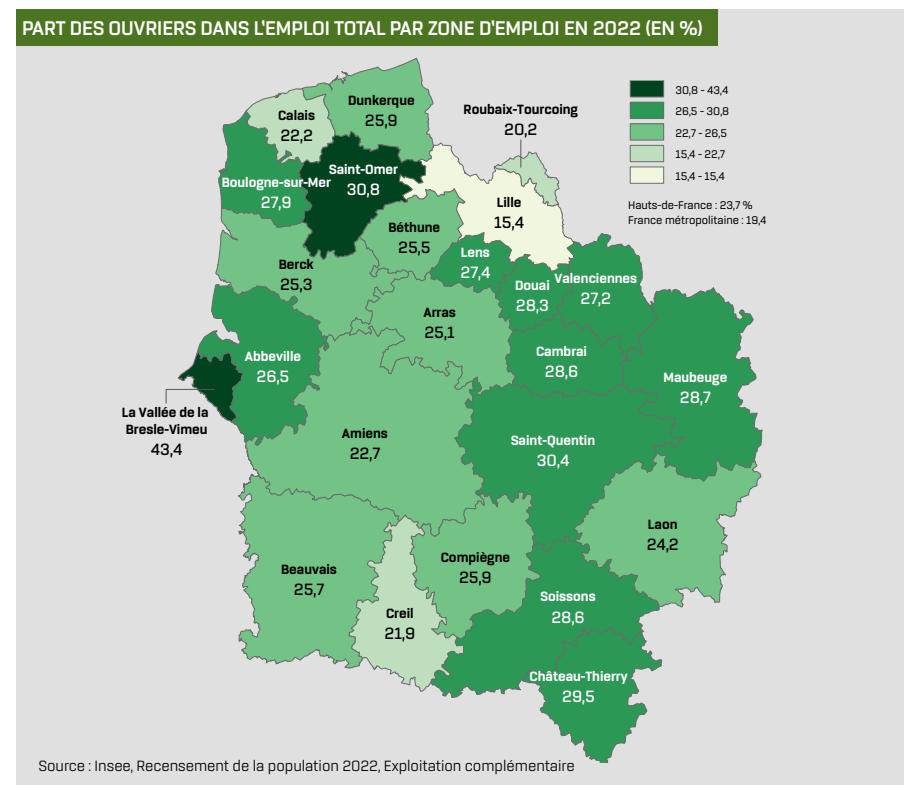 PART DES OUVRIERS DANS L'EMPLOI TOTAL PAR ZONE D'EMPLOI EN 2022 (EN %)
30,8 - 43,4
26,5 - 30,8
22,7 - 26,5
15,4 - 22,7
15,4 - 15,4
Hauts-de-France : 23,7 %
France métropolitaine : 19,4
Dunkerque
25,9
Calais
22,2
Roubaix-Tourcoing
20,2
Saint-Omer
30,8
Boulogne-sur-Mer
27,9
Lille
15,4
Béthune
25,5
Lens
27,4
Berck
25,3
Douai
28,3
Valenciennes
27,2
Arras
25,1
Cambrai
28,6
Abbeville
26,5
Maubeuge
28,7
La Vallée de la
Bresle-Vimeu
43,4
Amiens
22,7
Saint-Quentin
30,4
Laon
24,2
Compiègne
25,9
Beauvais
25,7
Creil
21,9
Soissons
28,6
Château-Thierry
29,5
Source : Insee, Recensement de la population 2022, Exploitation complémentaire